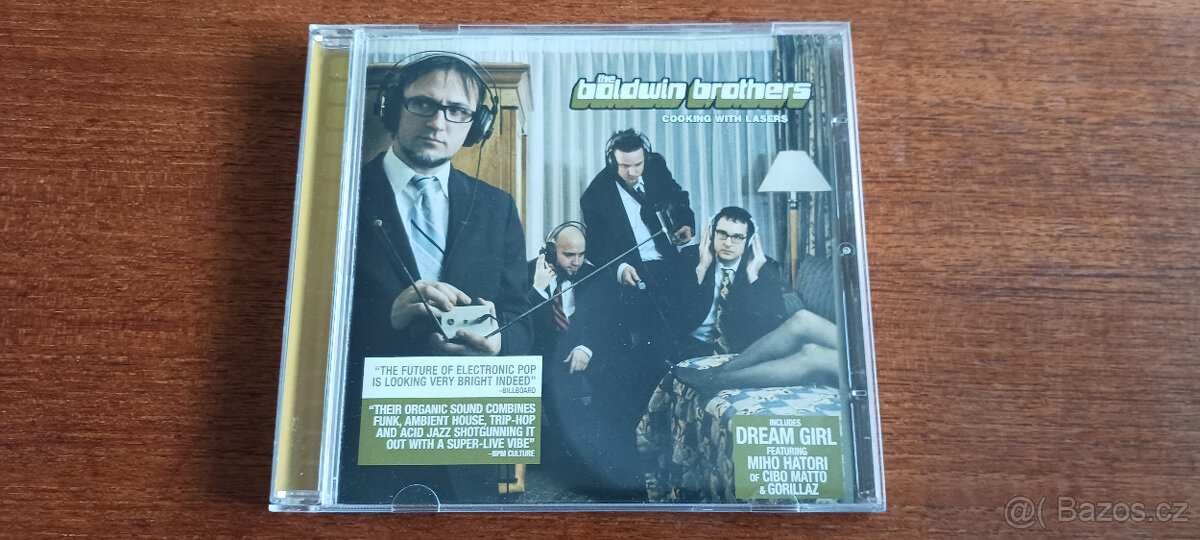 the
baldwin brothers
COOKING WITH LASERS
"THE FUTURE OF ELECTRONIC POP
IS LOOKING VERY BRIGHT INDEED"
-BILLBOARD
"THEIR ORGANIC SOUND COMBINES
FUNK, AMBIENT HOUSE, TRIP-HOP
AND ACID JAZZ SHOTGUNNING IT
OUT WITH A SUPER-LIVE VIBE"
-BPM CULTURE
INCLUDES
DREAM GIRL
FEATURING
MIHO HATORI
OF CIBO MATTO
& GORILLAZ
@( Bazos.cz